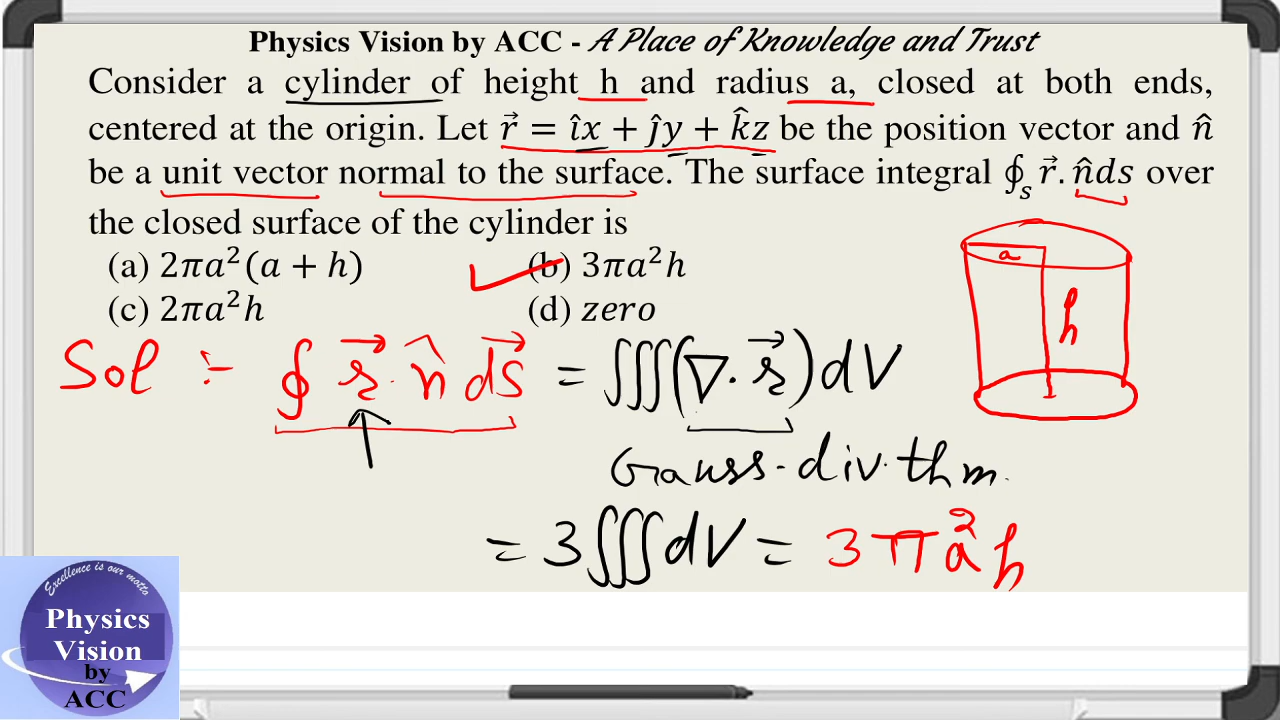 Physics Vision by ACC - A Place of Knowledge and Trust
Consider a cylinder of height h and radius a, closed at both ends,
centered at the origin. Let r⃗ = îx + ĵy + k̂z be the position vector and n̂
be a unit vector normal to the surface. The surface integral ∮ₛ r⃗. n̂ds over
the closed surface of the cylinder is
(a) 2πa²(a + h)
(b) 3πa²h
(c) 2πa²h
(d) zero
a
h
Sol :- ∮ r⃗ . n̂ ds⃗ = ∭(∇. r⃗) dV
Gauss-div. thm.
= 3∭dV = 3πa²h
Excellence is our motto
Physics
Vision
by
ACC